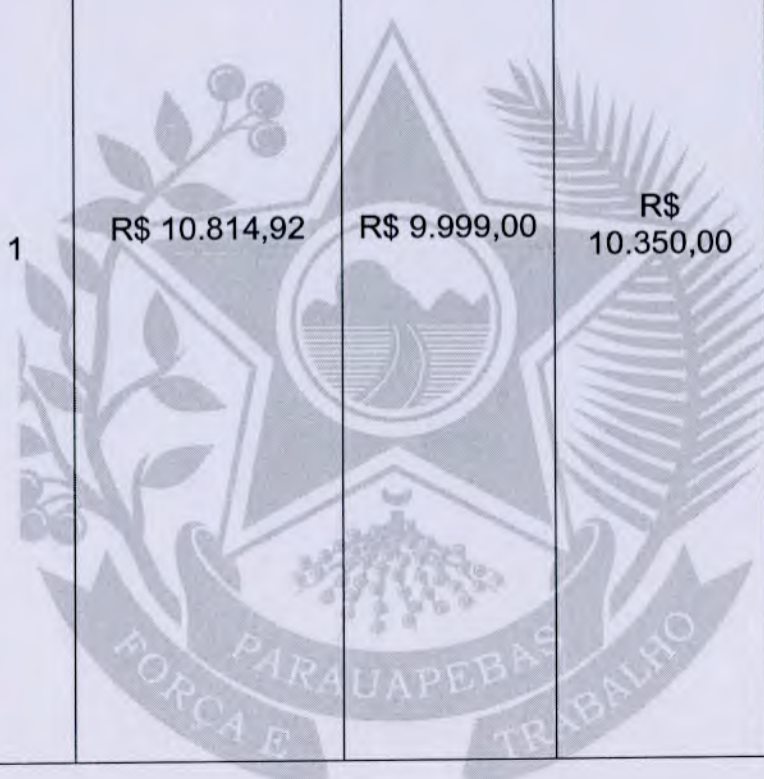 1
R$ 10.814,92
R$ 9.999,00
R$
10.350,00
PARAUAPEBAS
FORÇA E
TRABALHO